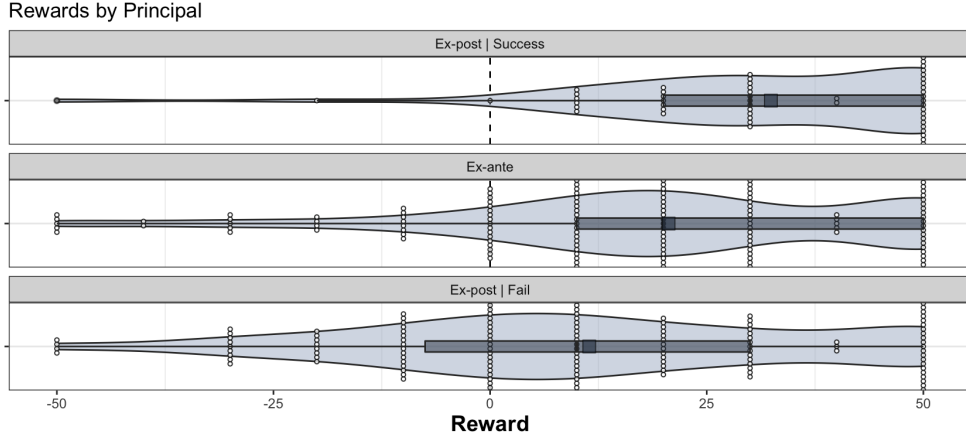 Rewards by Principal
Ex-post | Success
Ex-ante
Ex-post | Fail
-50 -25 0 25 50
Reward